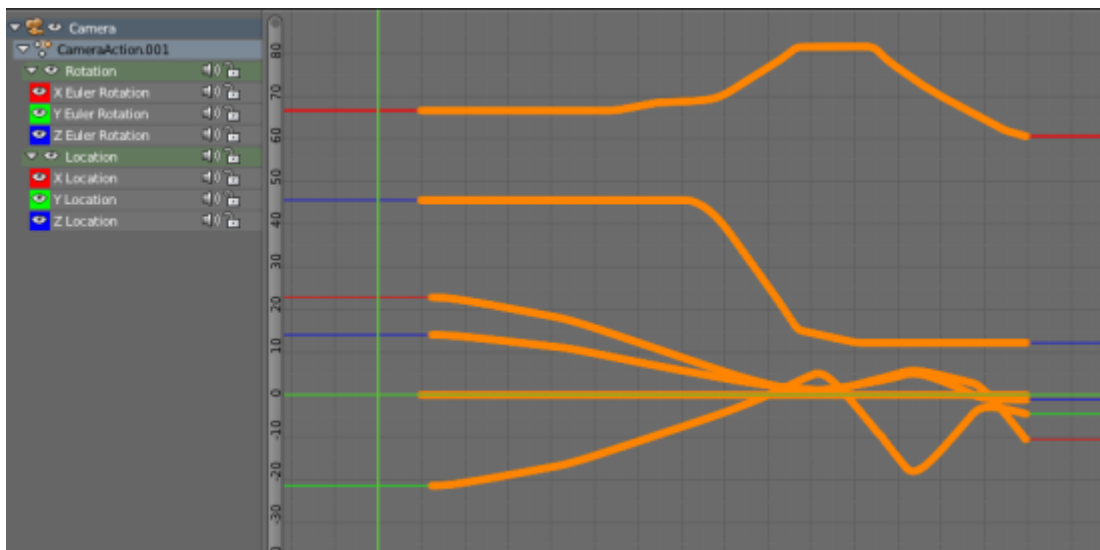 Camera
CameraAction.001
Rotation
X Euler Rotation
Y Euler Rotation
Z Euler Rotation
Location
X Location
Y Location
Z Location
80
70
60
50
40
30
20
10
0
-10
-20
-30